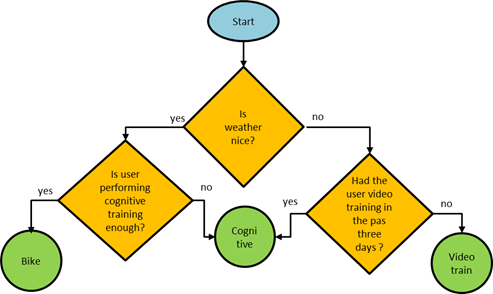 Start
Is
weather
nice?
yes
no
Is user
performing
cognitive
training
enough?
Had the
user video
training in
the pas
three
days ?
yes
no
yes
no
Bike
Cogni
tive
Video
train